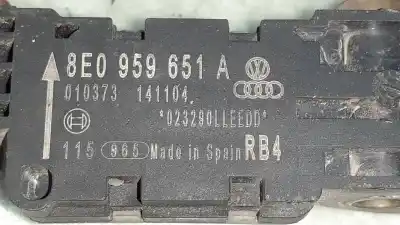 8E0 959 651 A
010373 141104
*023290LLEEDD*
115 965 Made in Spain RB4